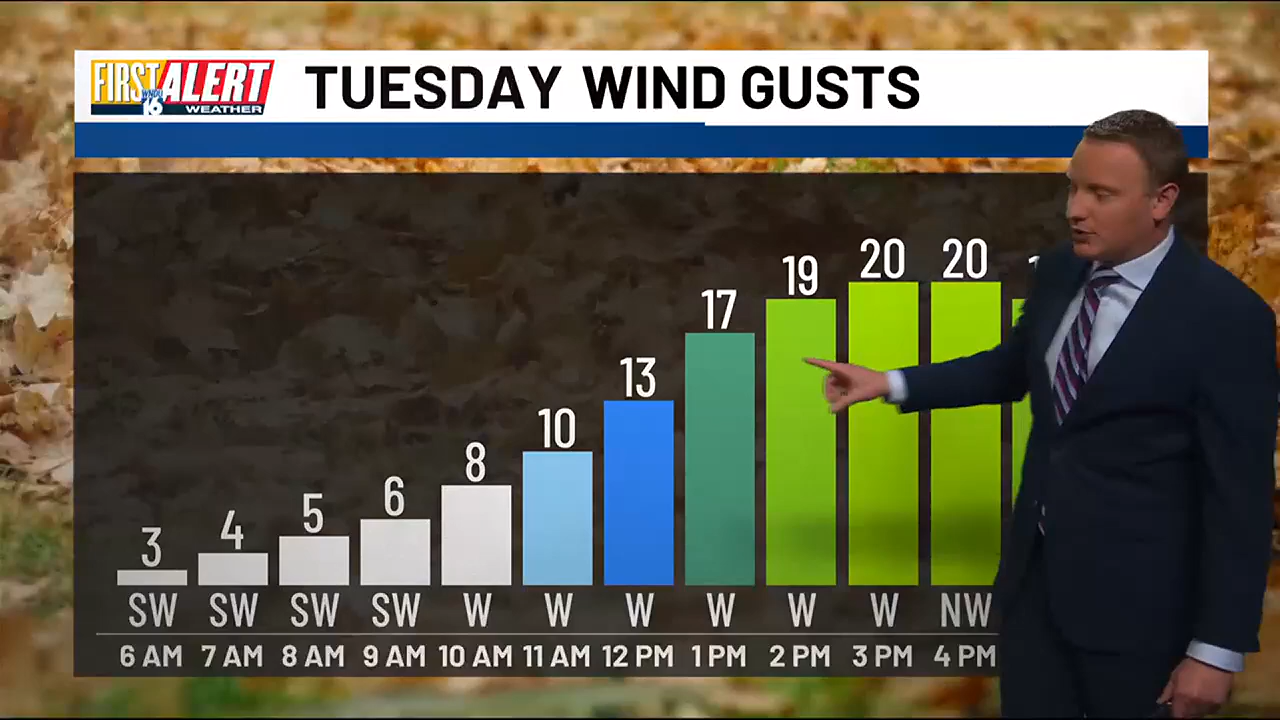 FIRST ALERT
WNDU
16
WEATHER
TUESDAY WIND GUSTS
3 4 5 6 8 10 13 17 19 20 20
SW SW SW SW W W W W W W NW
6 AM 7 AM 8 AM 9 AM 10 AM 11 AM 12 PM 1 PM 2 PM 3 PM 4 PM